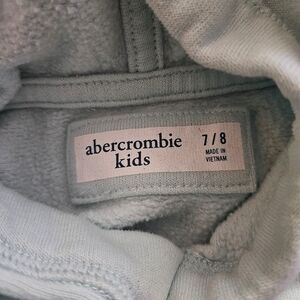 abercrombie
kids
7/8
MADE IN
VIETNAM